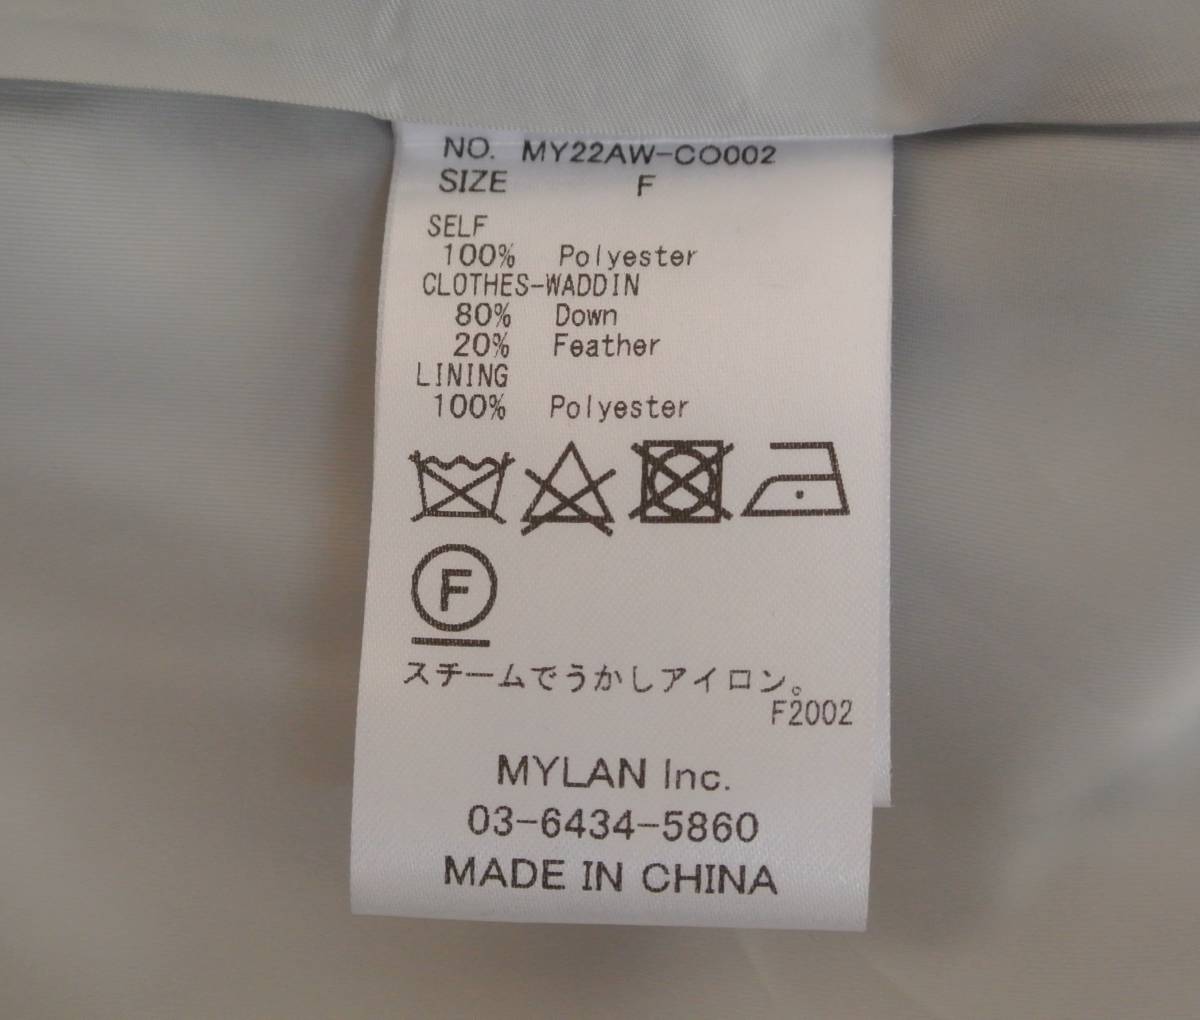 NO. MY22AW-CO002
SIZE F
SELF
100% Polyester
CLOTHES-WADDIN
80% Down
20% Feather
LINING
100% Polyester
F
スチームでうかしアイロン。
F2002
MYLAN Inc.
03-6434-5860
MADE IN CHINA